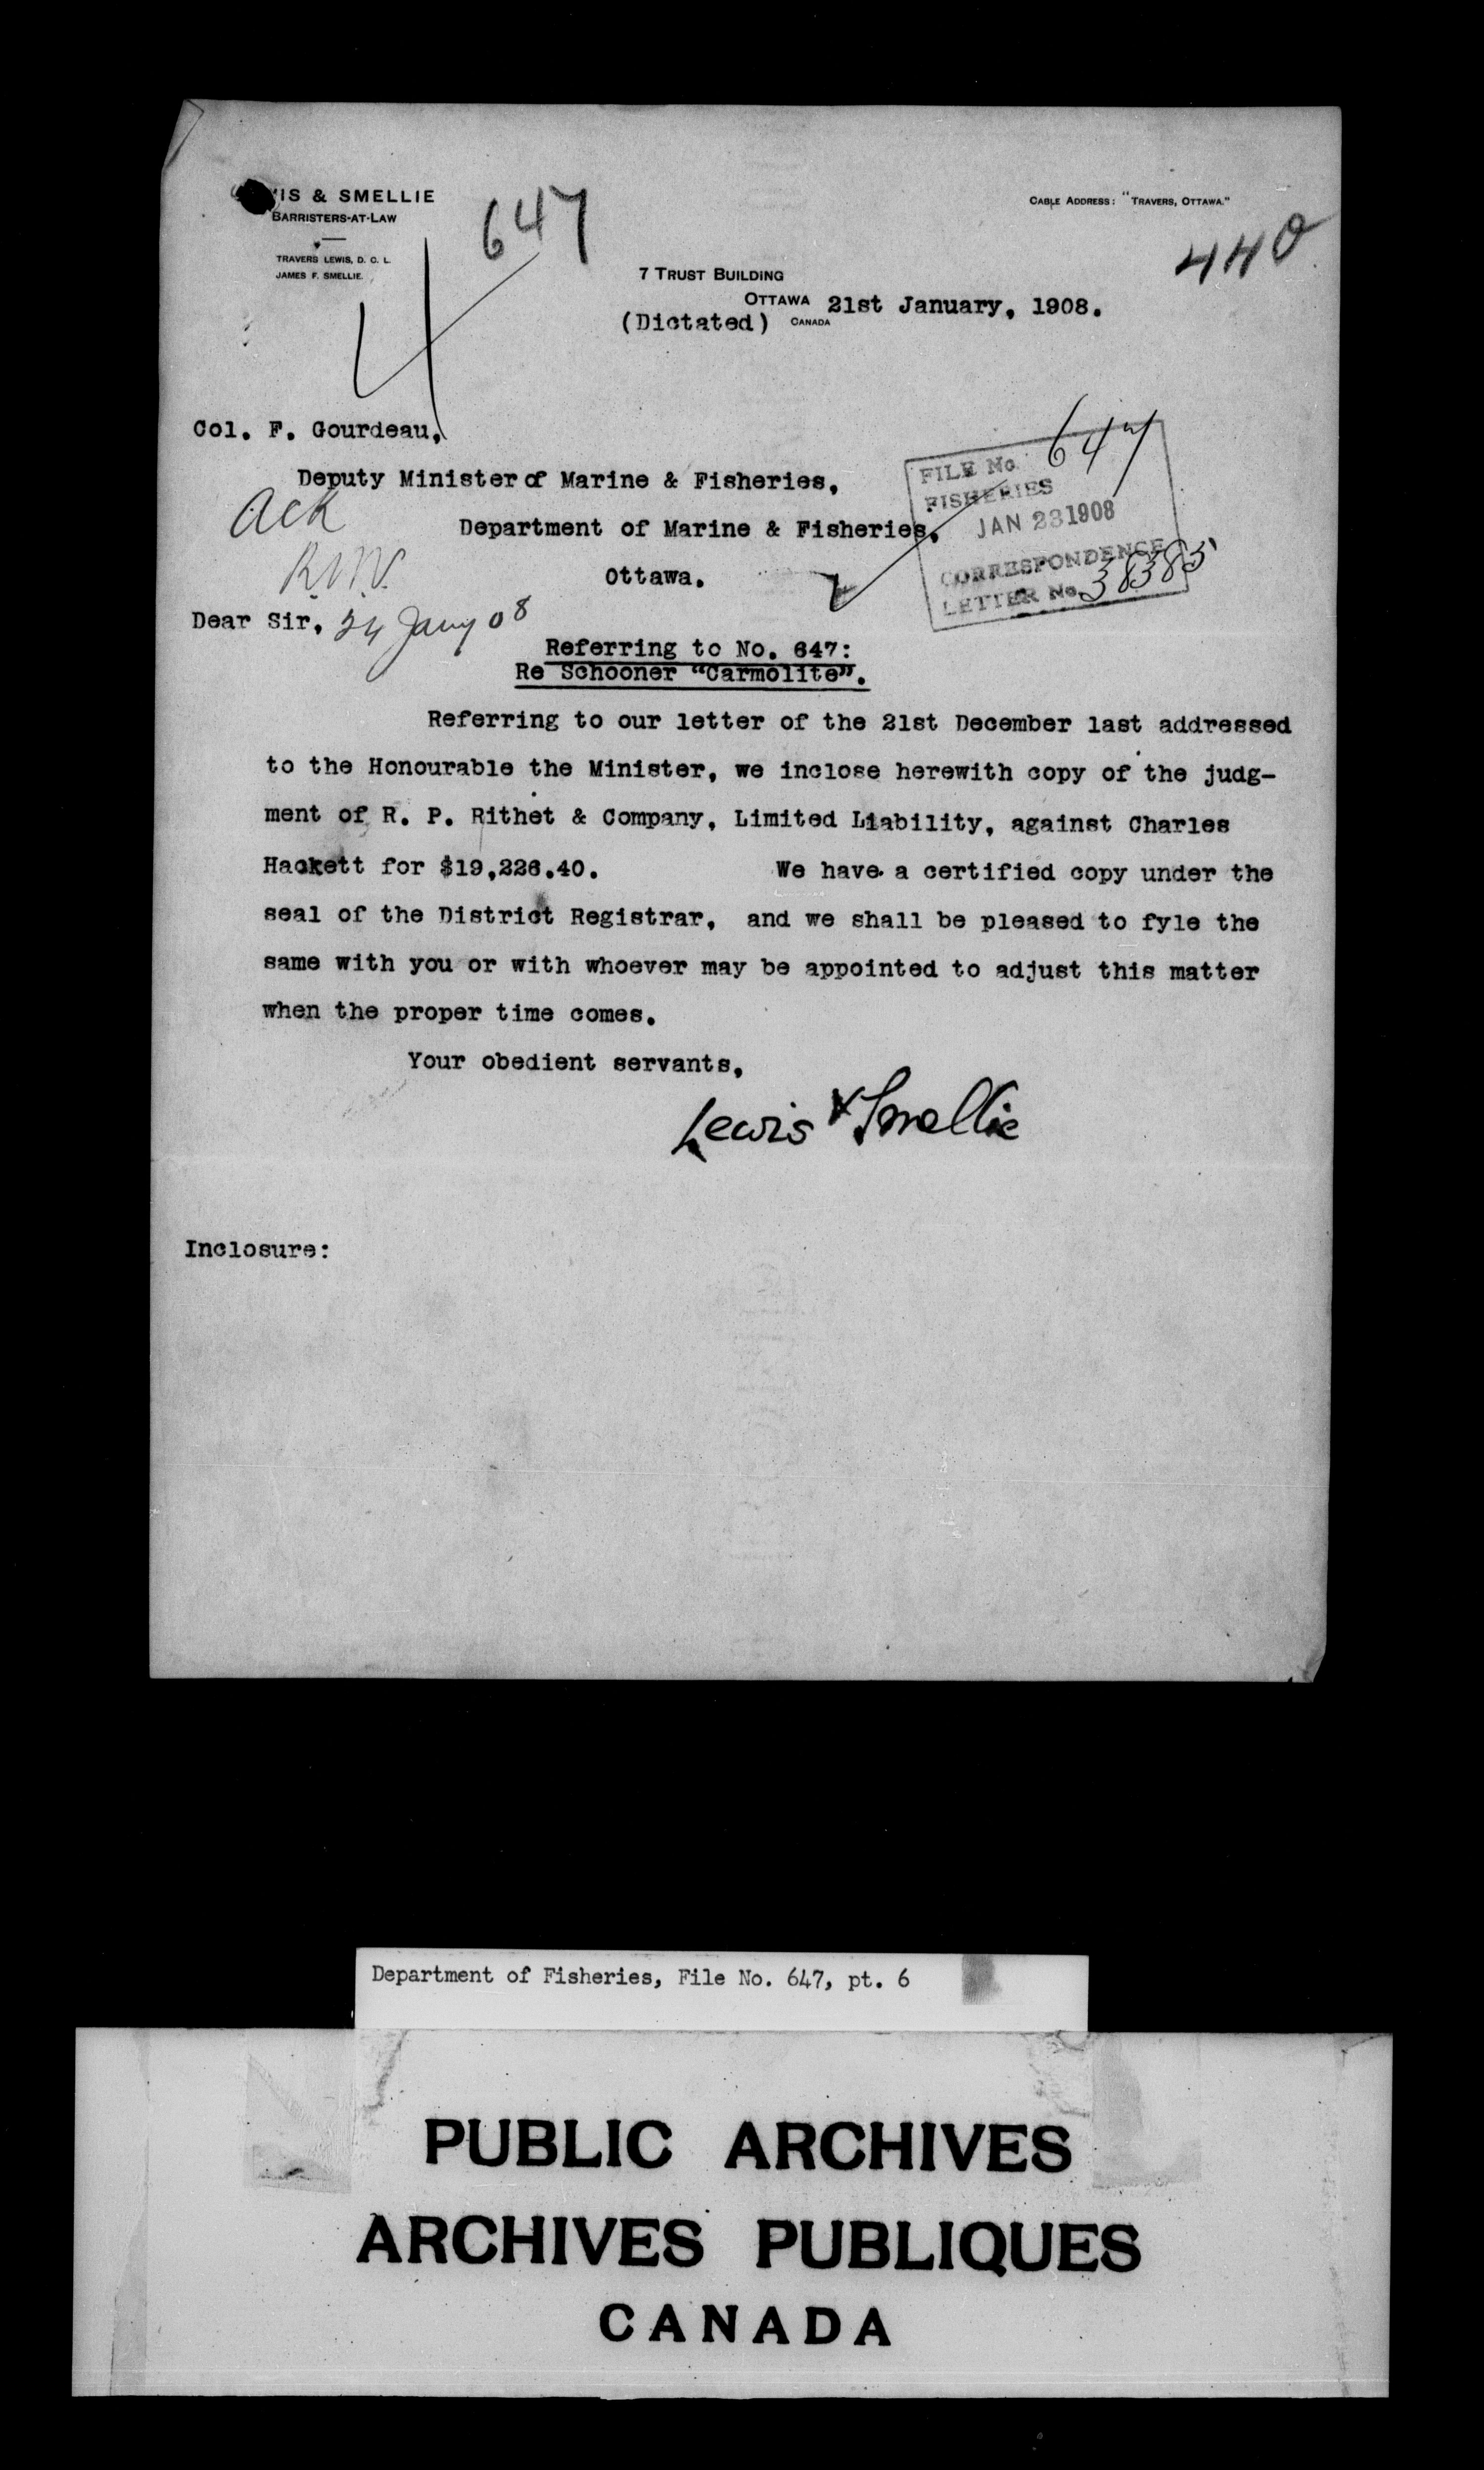 IS & SMELLIE
BARRISTERS-AT-LAW
TRAVERS LEWIS, D. C. L.
JAMES F. SMELLIE.
647
CABLE ADDRESS: "TRAVERS, OTTAWA."
440
7 TRUST BUILDING
OTTAWA 21st January, 1908.
(Dictated) CANADA
Col. F. Gourdeau,
Deputy Minister of Marine & Fisheries,
Department of Marine & Fisheries,
Ottawa.
Ack
24 Jany 08
FILE No. 647
FISHERIES
JAN 23 1908
CORRESPONDENCE
LETTER No. 38385
Dear Sir,
Referring to No. 647:
Re Schooner "Carmolite".
Referring to our letter of the 21st December last addressed
to the Honourable the Minister, we inclose herewith copy of the judg-
ment of R. P. Rithet & Company, Limited Liability, against Charles
Hackett for $19,226.40. We have a certified copy under the
seal of the District Registrar, and we shall be pleased to fyle the
same with you or with whoever may be appointed to adjust this matter
when the proper time comes.
Your obedient servants,
Lewis & Smellie
Inclosure:
Department of Fisheries, File No. 647, pt. 6
PUBLIC ARCHIVES
ARCHIVES PUBLIQUES
CANADA